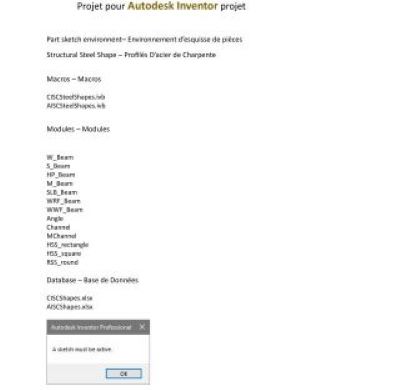 Projet pour Autodesk Inventor projet
Part sketch environment– Environnement d'esquisse de pièces
Structural Steel Shape – Profilés D'acier de Charpente
Macros – Macros
CISCSteelShapes.ivb
AISCSteelShapes.ivb
Modules – Modules
W_Beam
S_Beam
HP_Beam
M_Beam
SLB_Beam
WRF_Beam
WWF_Beam
Angle
Channel
MChannel
HSS_rectangle
HSS_square
RSS_round
Database – Base de Données
CISCShapes.xlsx
AISCShapes.xlsx
Autodesk Inventor Professional X
A sketch must be active.
OK